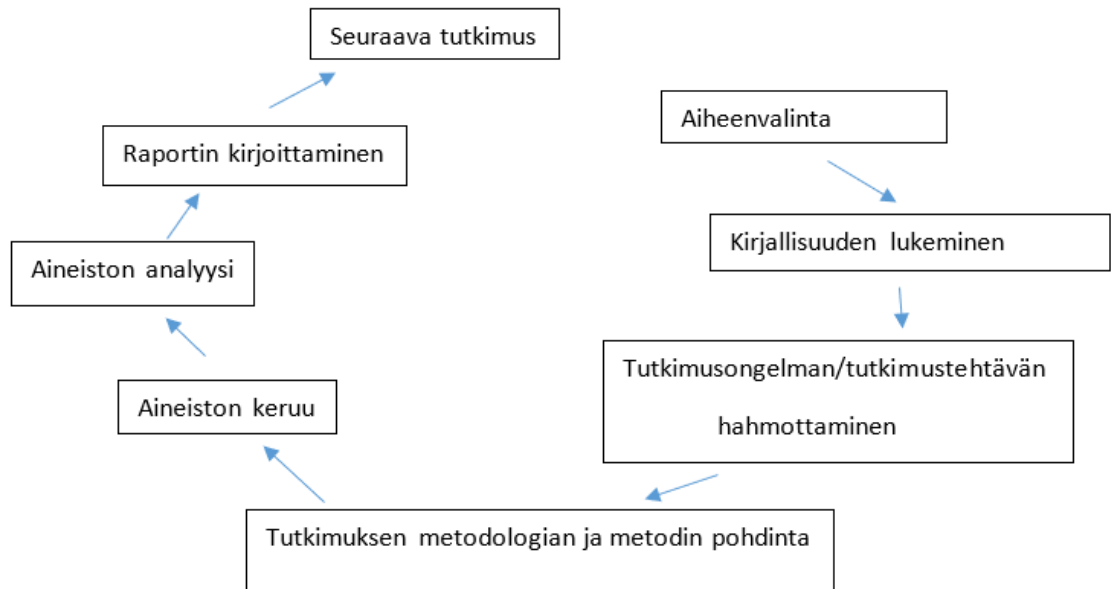 Seuraava tutkimus
Aiheenvalinta
Raportin kirjoittaminen
Kirjallisuuden lukeminen
Aineiston analyysi
Tutkimusongelman/tutkimustehtävän
hahmottaminen
Aineiston keruu
Tutkimuksen metodologian ja metodin pohdinta